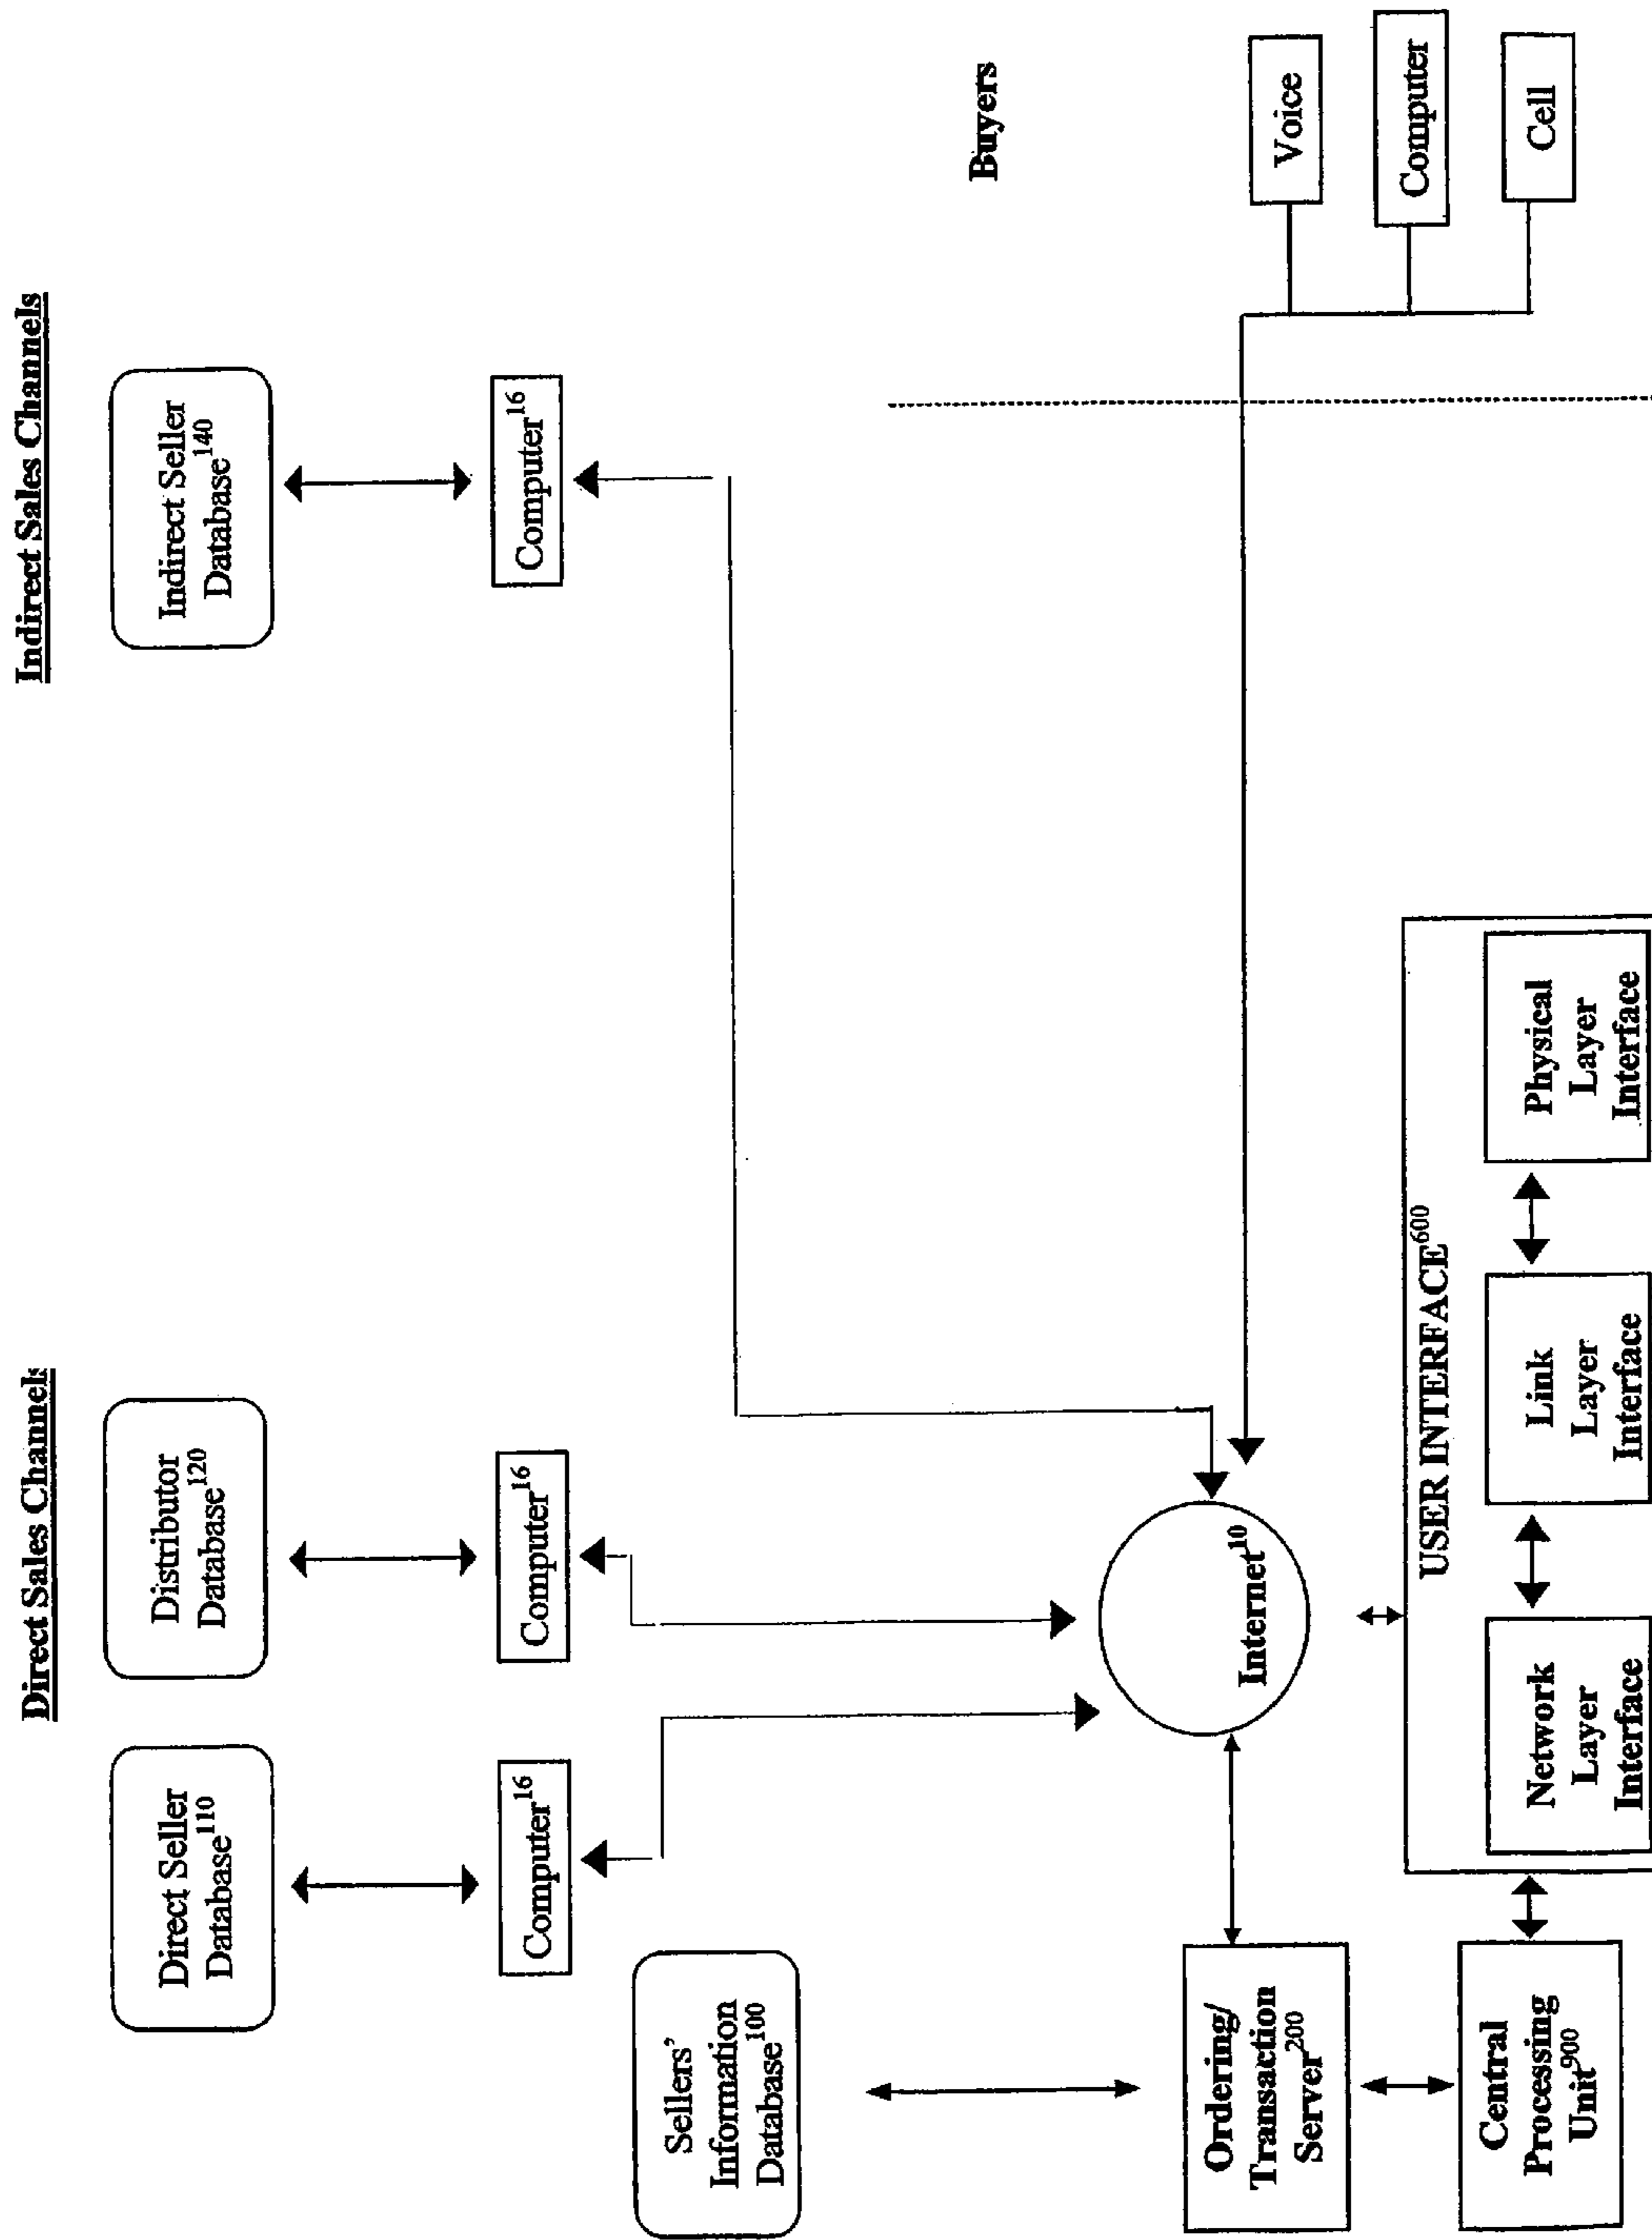 Direct Sales Channels
Indirect Sales Channels
Direct Seller
Database110
Distributor
Database120
Indirect Seller
Database140
Computer16
Computer16
Computer16
Sellers'
Information
Database100
Buyers
Internet10
Ordering/
Transaction
Server200
Voice
Computer
Cell
USER INTERFACE600
Central
Processing
Unit900
Network
Layer
Interface
Link
Layer
Interface
Physical
Layer
Interface